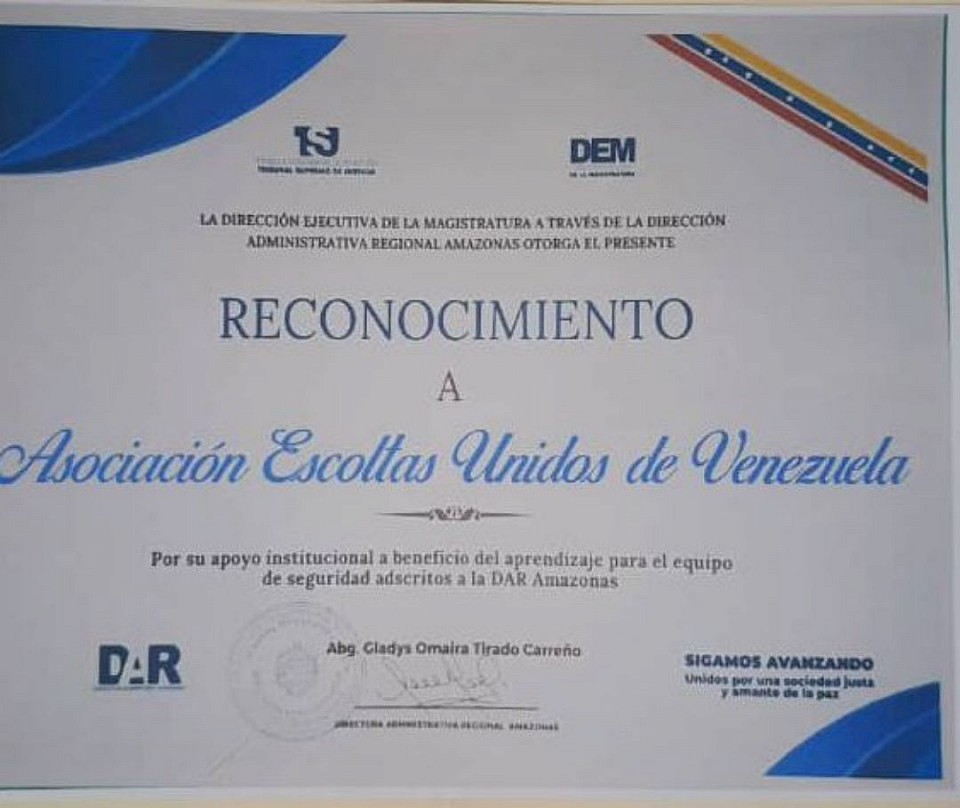 TSJ
TRIBUNAL SUPREMO DE JUSTICIA
DEM
DE LA MAGISTRATURA
LA DIRECCIÓN EJECUTIVA DE LA MAGISTRATURA A TRAVÉS DE LA DIRECCIÓN
ADMINISTRATIVA REGIONAL AMAZONAS OTORGA EL PRESENTE
RECONOCIMIENTO
A
Asociación Escoltas Unidos de Venezuela
Por su apoyo institucional a beneficio del aprendizaje para el equipo
de seguridad adscritos a la DAR Amazonas
DAR
Abg. Gladys Omaira Tirado Carreño
DIRECTORA ADMINISTRATIVA REGIONAL AMAZONAS
SIGAMOS AVANZANDO
Unidos por una sociedad justa
y amante de la paz